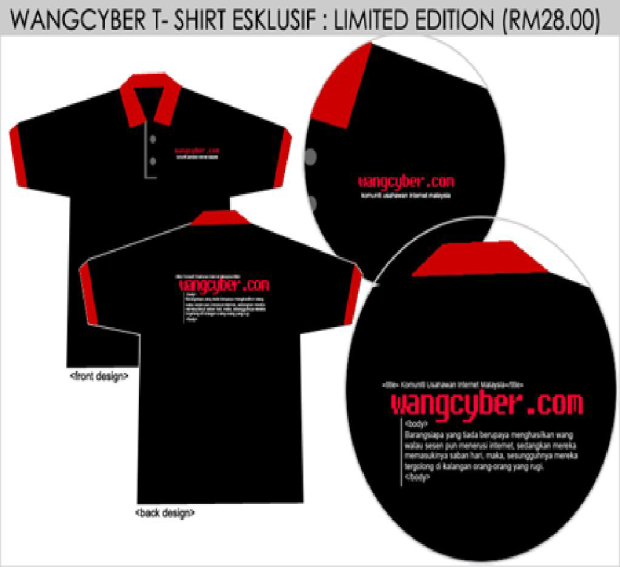 WANGCYBER T- SHIRT ESKLUSIF : LIMITED EDITION (RM28.00)
wangcyber.com
wangcyber.com
komuniti usahawan internet malaysia
wangcyber.com
<front design>
<title> Komuniti Usahawan Internet Malaysia</title>
wangcyber.com
<body>
Barangsiapa yang tiada berupaya menghasilkan wang
walau sesen pun menerusi internet, sedangkan mereka
memasukinya saban hari, maka, sesungguhnya mereka
tergolong di kalangan orang-orang yang rugi.
<body>
<back design>